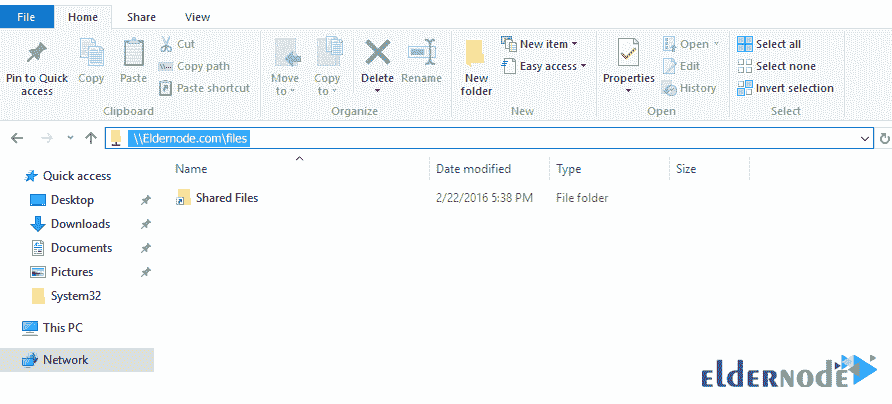 File Home Share View
Pin to Quick access
Copy
Paste
Cut
Copy path
Paste shortcut
Clipboard
Move to
Copy to
Delete
Rename
Organize
New folder
New item
Easy access
New
Properties
Open
Edit
History
Open
Select all
Select none
Invert selection
Select
\\Eldernode.com\files
Name Date modified Type Size
Shared Files 2/22/2016 5:38 PM File folder
Quick access
Desktop
Downloads
Documents
Pictures
System32
This PC
Network
eldernode